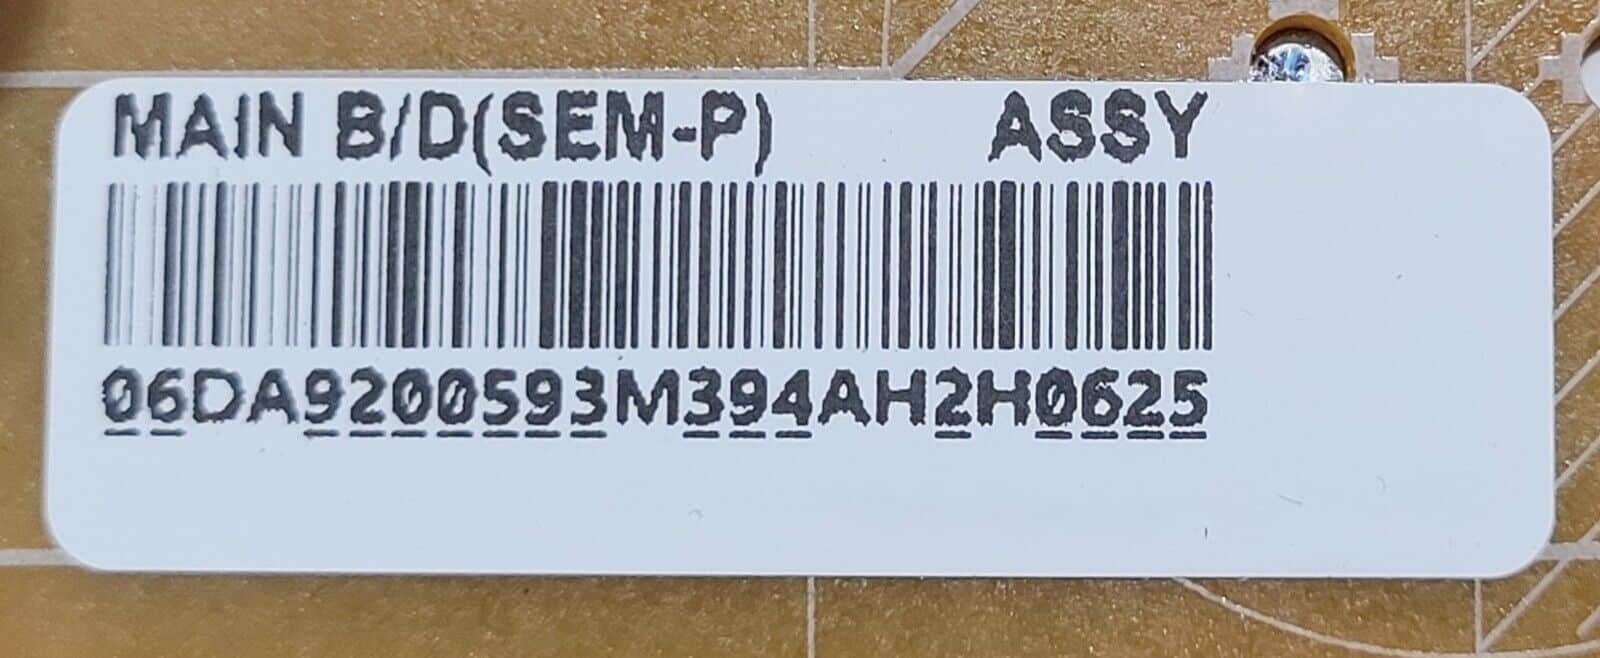 MAIN B/D(SEM-P) ASSY
06DA9200593M394AH2H0625